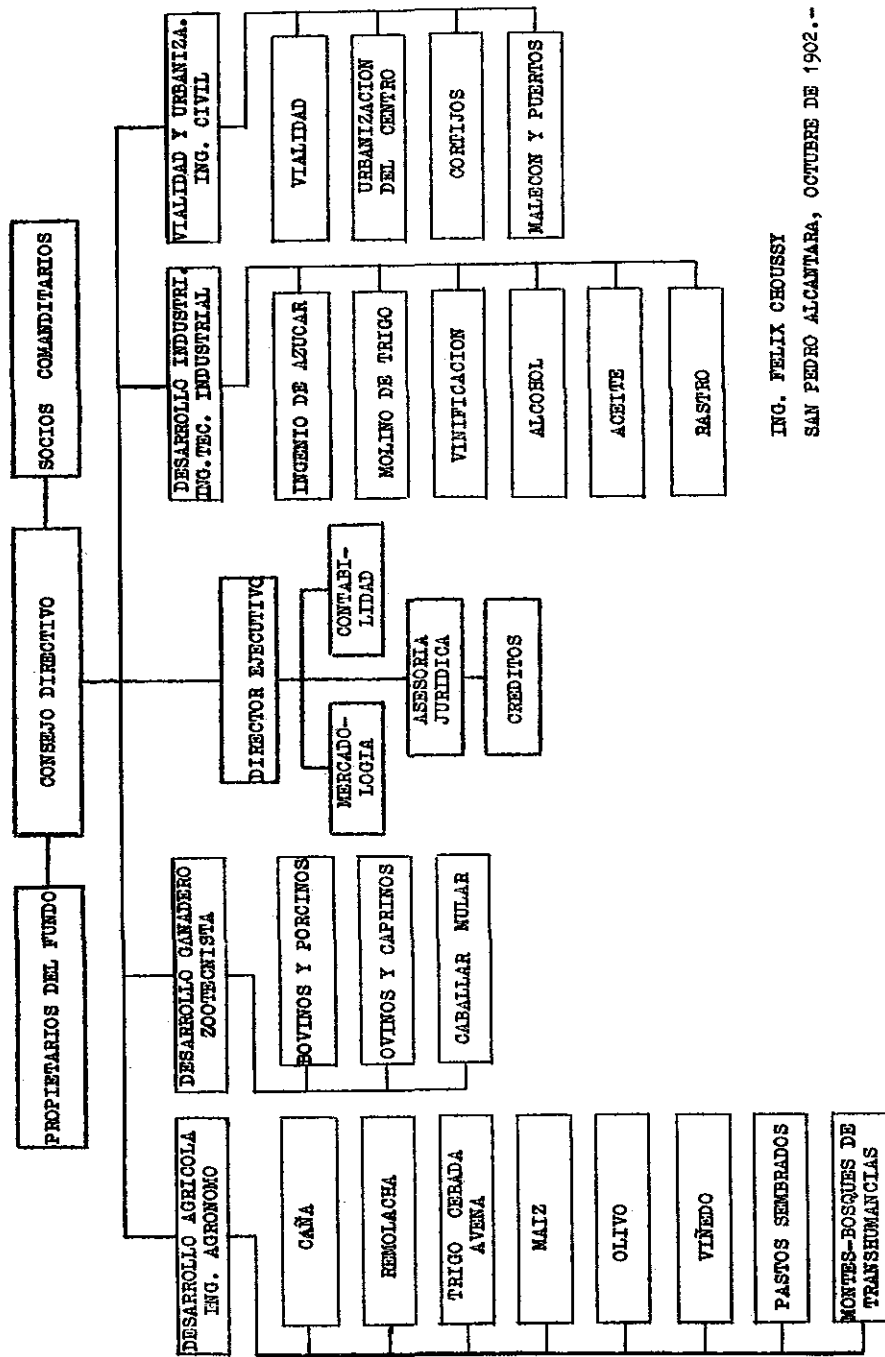 PROPIETARIOS DEL FUNDO
CONSEJO DIRECTIVO
SOCIOS COMANDITARIOS
DESARROLLO AGRICOLA
ING. AGRONOMO
CAÑA
REMOLACHA
TRIGO CEBADA
AVENA
MAIZ
OLIVO
VIÑEDO
PASTOS SEMBRADOS
MONTES-BOSQUES DE
TRANSHUMANCIAS
DESARROLLO GANADERO
ZOOTECNISTA
BOVINOS Y PORCINOS
OVINOS Y CAPRINOS
CABALLAR MULAR
DIRECTOR EJECUTIVO
MERCADO-
LOGIA
CONTABI-
LIDAD
ASESORIA
JURIDICA
CREDITOS
DESARROLLO INDUSTRI.
ING.TEC. INDUSTRIAL
INGENIO DE AZUCAR
MOLINO DE TRIGO
VINIFICACION
ALCOHOL
ACEITE
RASTRO
VIALIDAD Y URBANIZA.
ING. CIVIL
VIALIDAD
URBANIZACION
DEL CENTRO
CORTIJOS
MALECON Y PUERTOS
ING. FELIX CHOUSSY
SAN PEDRO ALCANTARA, OCTUBRE DE 1902.-